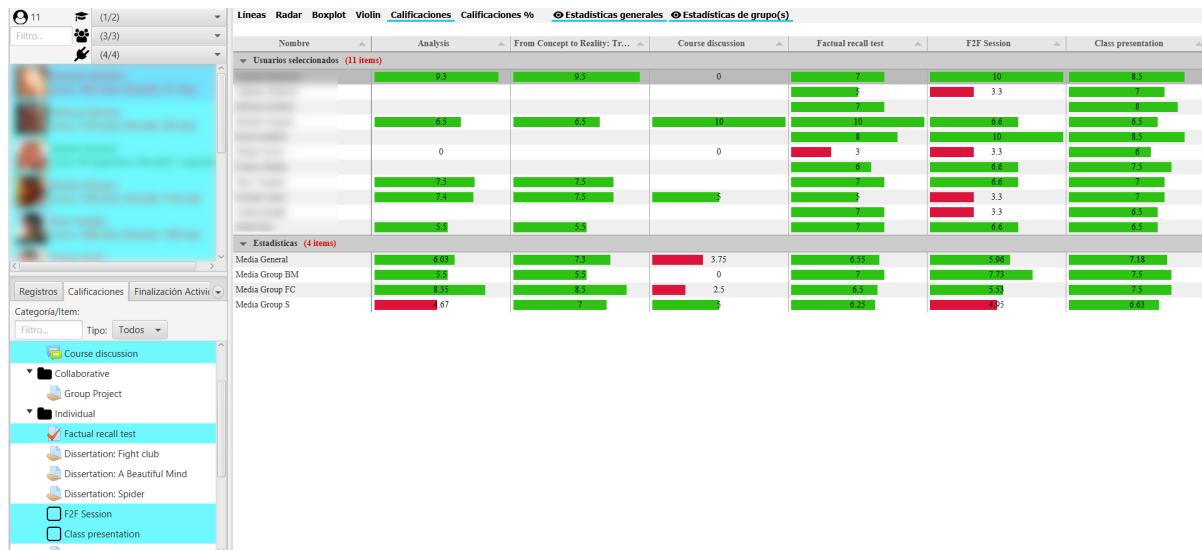 11 (1/2)
Filtro... (3/3)
(4/4)
Líneas Radar Boxplot Violin Calificaciones Calificaciones % Estadísticas generales Estadísticas de grupo(s)
Nombre Analysis From Concept to Reality: Tr... Course discussion Factual recall test F2F Session Class presentation
Usuarios seleccionados (11 items)
9.3 9.5 0 7 10 8.5
5 3.3 7
7 8
6.5 6.5 10 10 6.6 6.5
8 10 8.5
0 0 3 3.3 6
6 6.6 7.5
7.5 7.5 7 6.6 7
7.4 7.5 5 5 3.3 7
7 3.3 6.5
5.5 5.5 7 6.6 6.5
Estadísticas (4 items)
Media General 6.03 7.3 3.75 6.55 5.96 7.18
Media Group BM 5.5 5.5 0 7 7.73 7.5
Media Group FC 8.35 8.5 2.5 6.5 5.53 7.5
Media Group S 4.67 7 5 6.25 4.95 6.63
Registros Calificaciones Finalización Activic
Categoría/Item:
Filtro... Tipo: Todos
Course discussion
Collaborative
Group Project
Individual
Factual recall test
Dissertation: Fight club
Dissertation: A Beautiful Mind
Dissertation: Spider
F2F Session
Class presentation